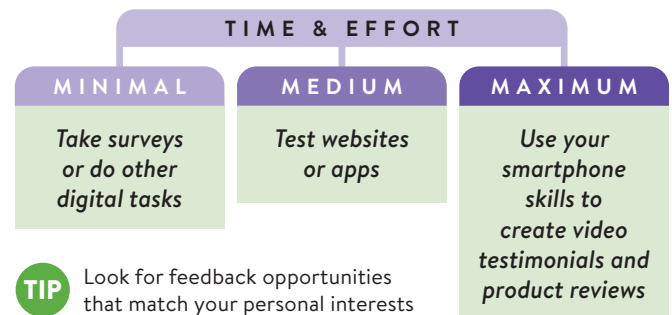 TIME & EFFORT
MINIMAL
Take surveys
or do other
digital tasks
MEDIUM
Test websites
or apps
MAXIMUM
Use your
smartphone
skills to
create video
testimonials and
product reviews
TIP
Look for feedback opportunities
that match your personal interests